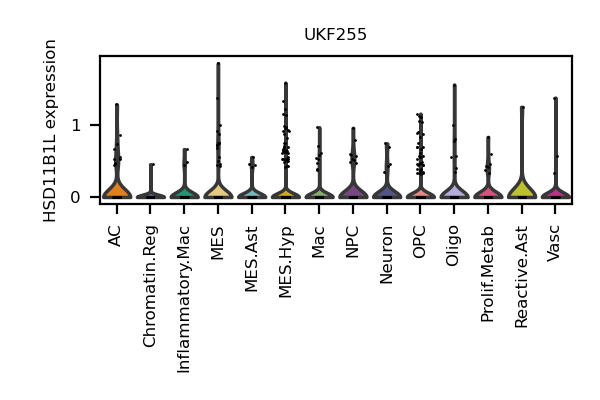 UKF255
HSD11B1L expression
1
0
AC
Chromatin.Reg
Inflammatory.Mac
MES
MES.Ast
MES.Hyp
Mac
NPC
Neuron
OPC
Oligo
Prolif.Metab
Reactive.Ast
Vasc